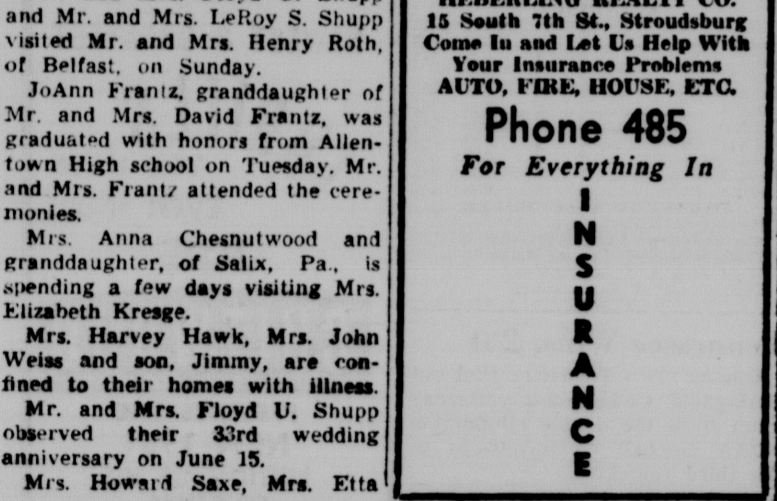 and Mr. and Mrs. LeRoy S. Shupp
visited Mr. and Mrs. Henry Roth,
of Belfast, on Sunday.
JoAnn Frantz, granddaughter of
Mr. and Mrs. David Frantz, was
graduated with honors from Allen-
town High school on Tuesday. Mr.
and Mrs. Frantz attended the cere-
monies.
Mrs. Anna Chesnutwood and
granddaughter, of Salix, Pa., is
spending a few days visiting Mrs.
Elizabeth Kresge.
Mrs. Harvey Hawk, Mrs. John
Weiss and son, Jimmy, are con-
fined to their homes with illness.
Mr. and Mrs. Floyd U. Shupp
observed their 33rd wedding
anniversary on June 15.
Mrs. Howard Saxe, Mrs. Etta
HEBERLING REALTY CO.
15 South 7th St., Stroudsburg
Come In and Let Us Help With
Your Insurance Problems
AUTO, FIRE, HOUSE, ETC.
Phone 485
For Everything In
I
N
S
U
R
A
N
C
E